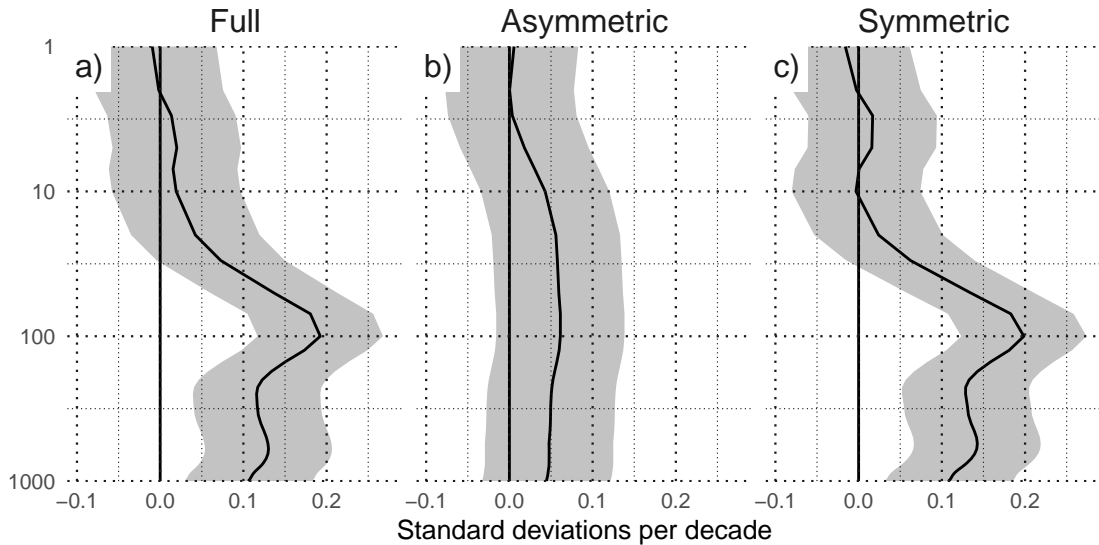 Full Asymmetric Symmetric
a) b) c)
1
10
100
1000
−0.1 0.0 0.1 0.2 −0.1 0.0 0.1 0.2 −0.1 0.0 0.1 0.2
Standard deviations per decade